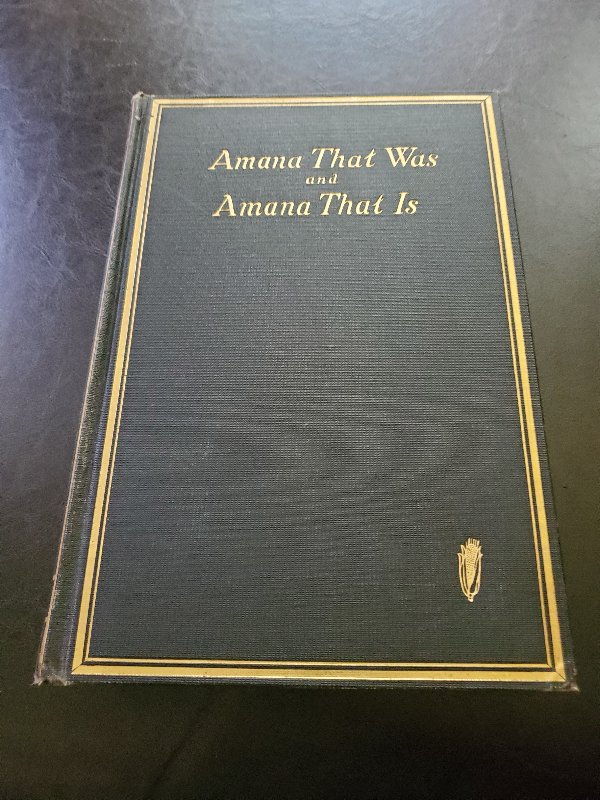 Amana That Was
and
Amana That Is